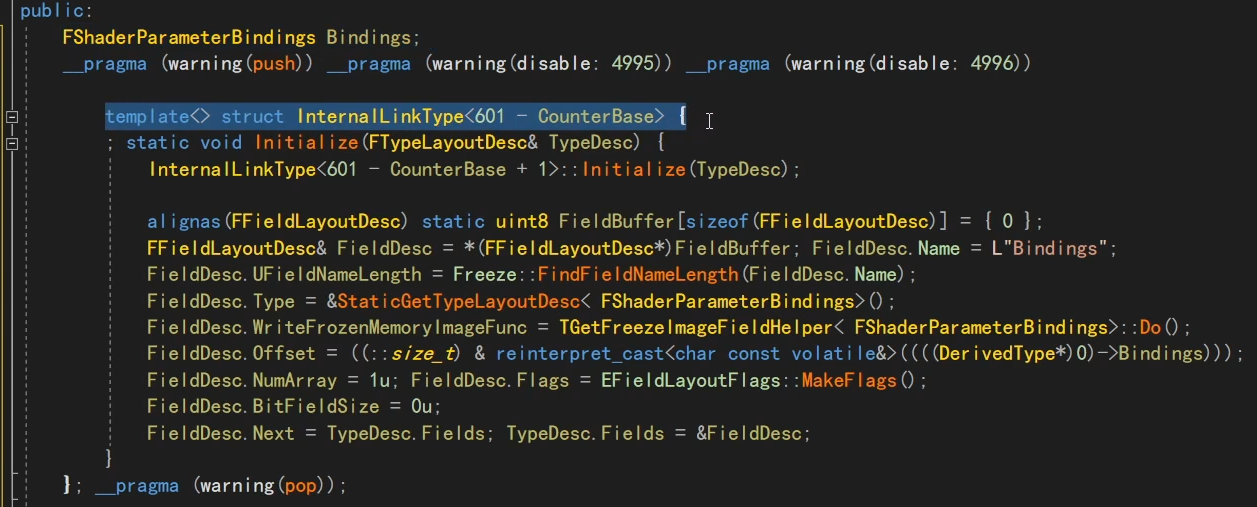 public:
FShaderParameterBindings Bindings;
__pragma (warning(push)) __pragma (warning(disable: 4995)) __pragma (warning(disable: 4996))
template<> struct InternalLinkType<601 - CounterBase> {
; static void Initialize(FTypeLayoutDesc& TypeDesc) {
InternalLinkType<601 - CounterBase + 1>::Initialize(TypeDesc);
alignas(FFieldLayoutDesc) static uint8 FieldBuffer[sizeof(FFieldLayoutDesc)] = { 0 };
FFieldLayoutDesc& FieldDesc = *(FFieldLayoutDesc*)FieldBuffer; FieldDesc.Name = L"Bindings";
FieldDesc.UFieldNameLength = Freeze::FindFieldNameLength(FieldDesc.Name);
FieldDesc.Type = &StaticGetTypeLayoutDesc< FShaderParameterBindings>();
FieldDesc.WriteFrozenMemoryImageFunc = TGetFreezeImageFieldHelper< FShaderParameterBindings>::Do();
FieldDesc.Offset = ((::size_t) & reinterpret_cast<char const volatile&>((((DerivedType*)0)->Bindings)));
FieldDesc.NumArray = 1u; FieldDesc.Flags = EFieldLayoutFlags::MakeFlags();
FieldDesc.BitFieldSize = 0u;
FieldDesc.Next = TypeDesc.Fields; TypeDesc.Fields = &FieldDesc;
}
}; __pragma (warning(pop));